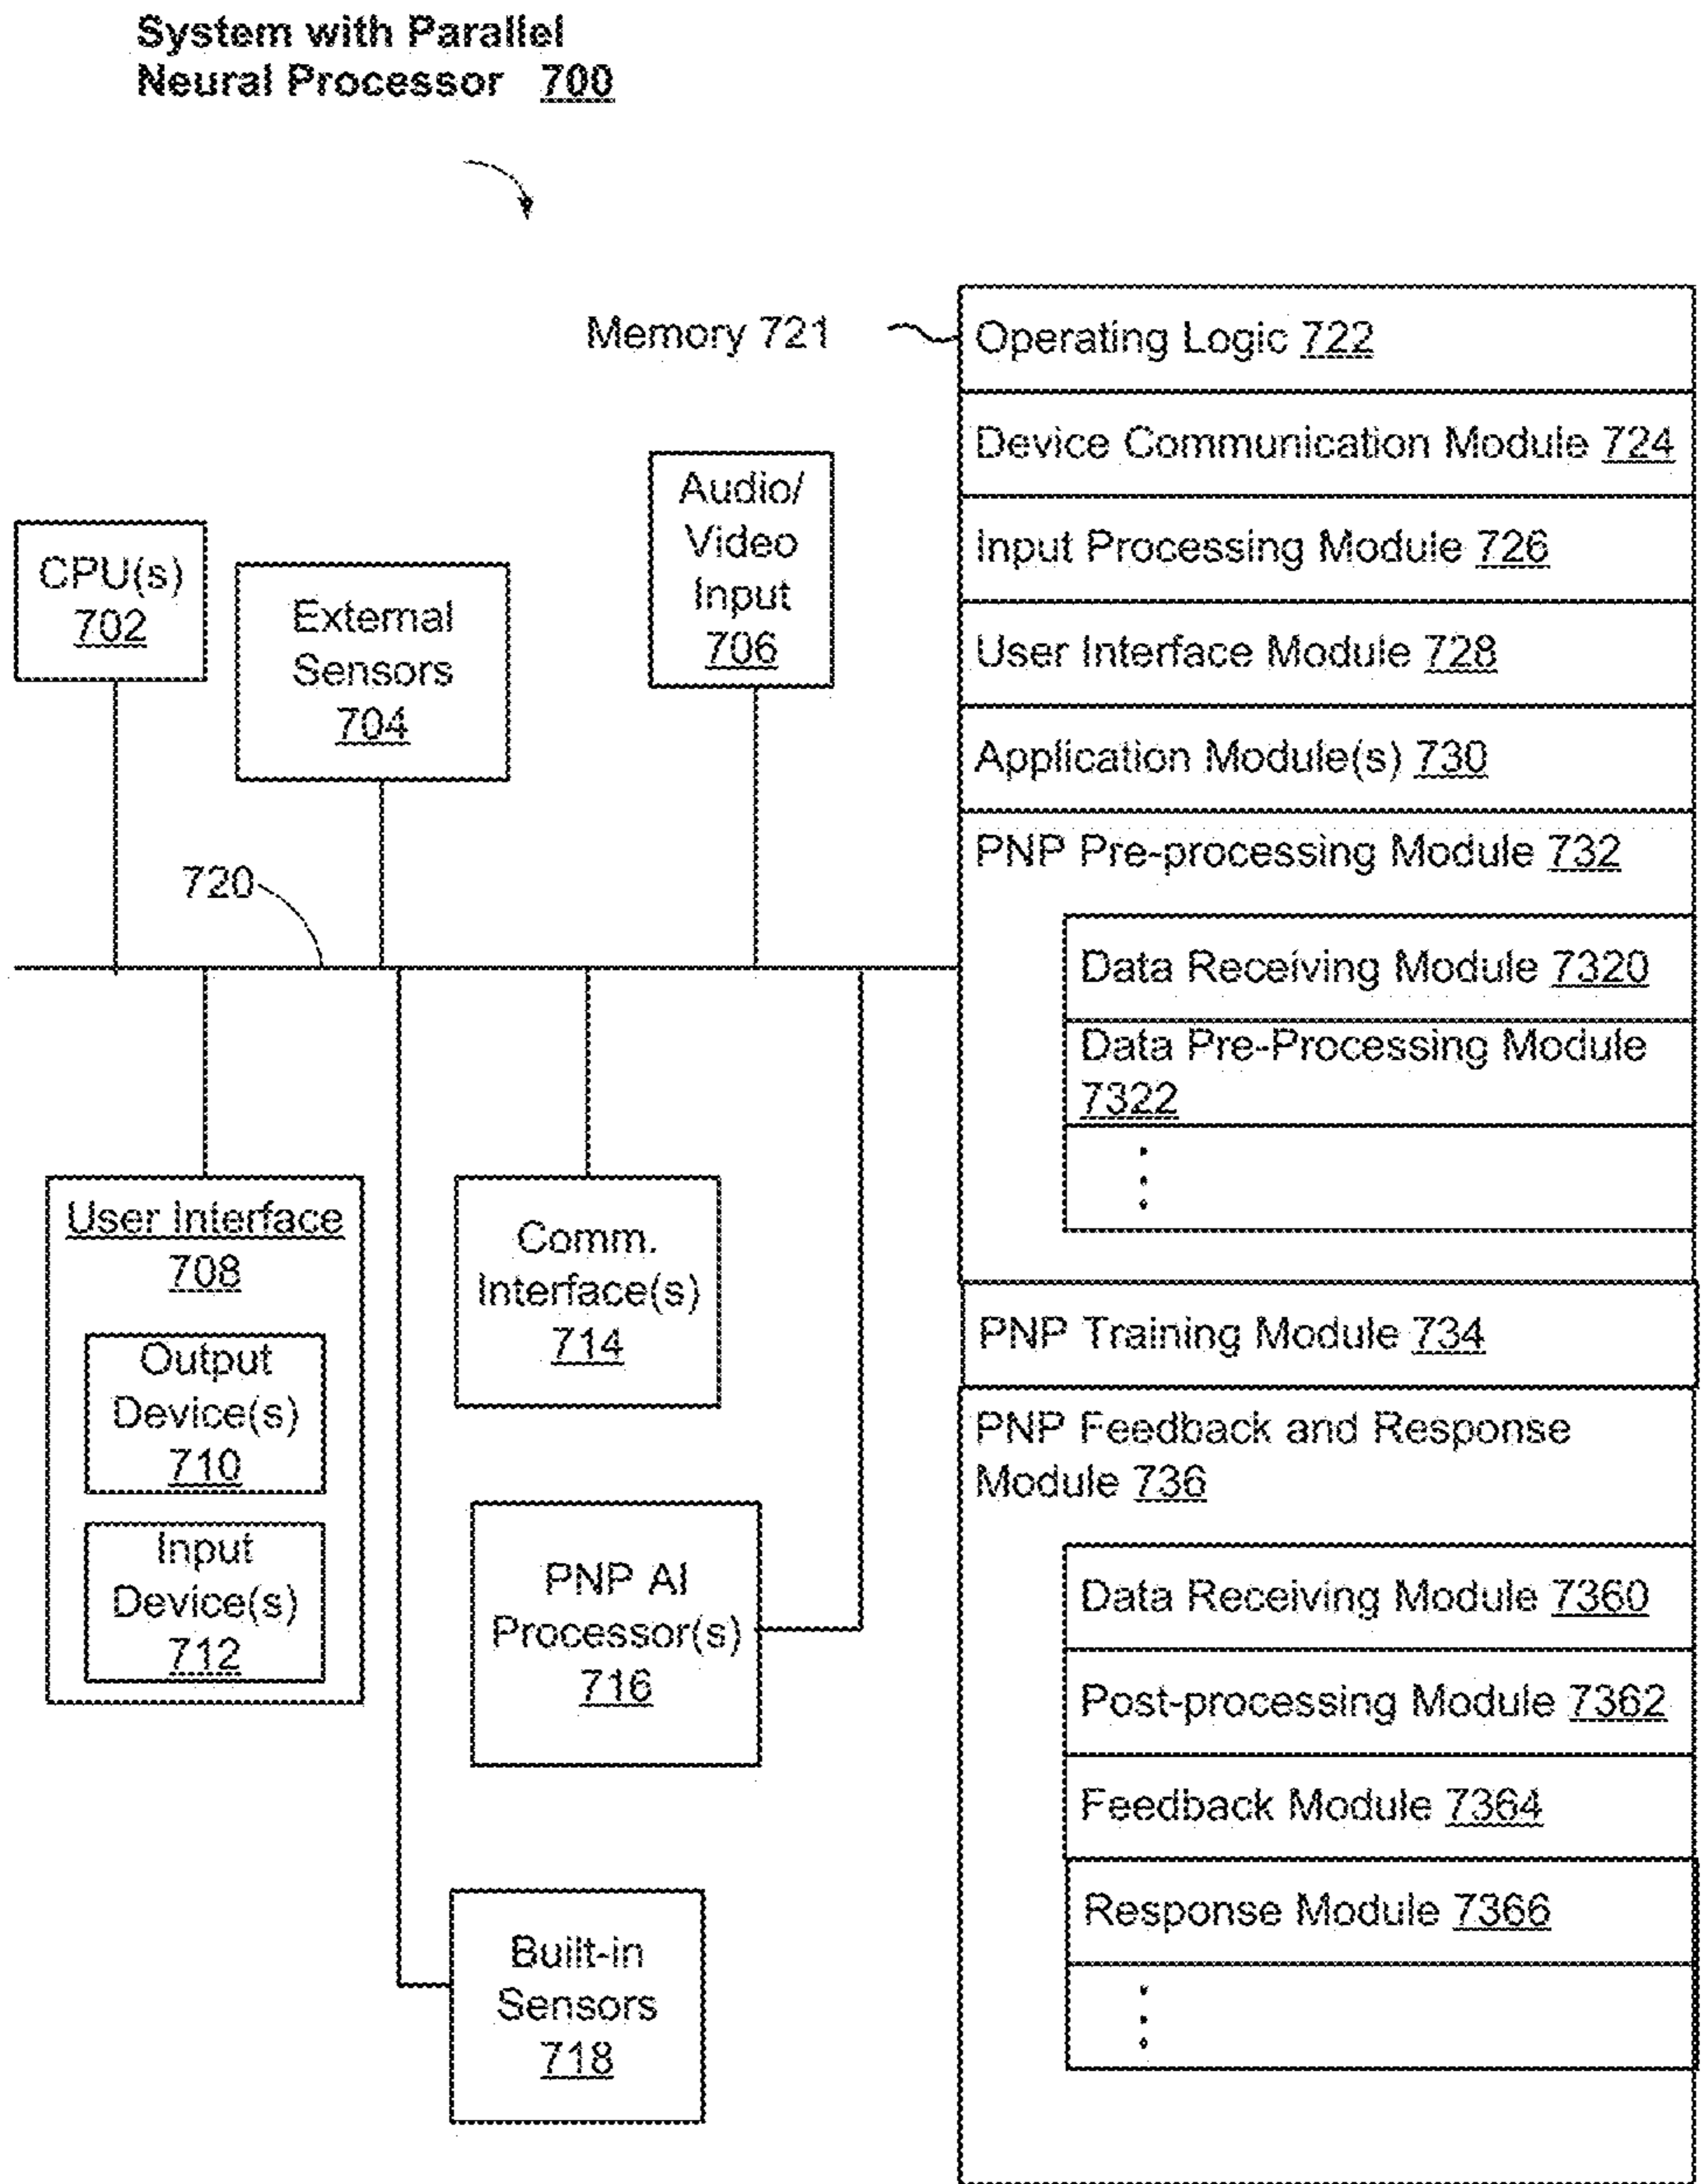 System with Parallel
Neural Processor 700
Memory 721
Operating Logic 722
Device Communication Module 724
Input Processing Module 726
User Interface Module 728
Application Module(s) 730
PNP Pre-processing Module 732
Data Receiving Module 7320
Data Pre-Processing Module
7322
PNP Training Module 734
PNP Feedback and Response
Module 736
Data Receiving Module 7360
Post-processing Module 7362
Feedback Module 7364
Response Module 7366
CPU(s)
702
External
Sensors
704
Audio/
Video
Input
706
720
User Interface
708
Output
Device(s)
710
Input
Device(s)
712
Comm.
Interface(s)
714
PNP AI
Processor(s)
716
Built-in
Sensors
718